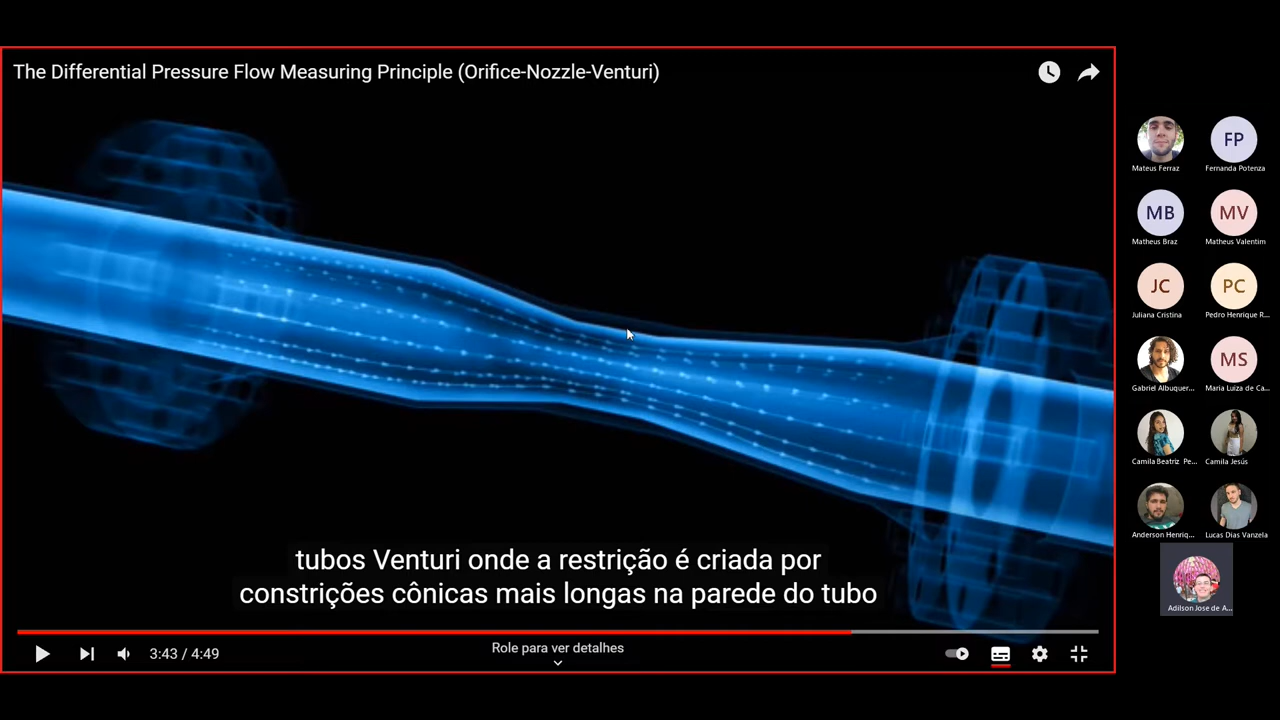 The Differential Pressure Flow Measuring Principle (Orifice-Nozzle-Venturi)
tubos Venturi onde a restrição é criada por
constrições cônicas mais longas na parede do tubo
3:43 / 4:49
Role para ver detalhes
Mateus Ferraz
FP
Fernanda Potenza
MB
Matheus Braz
MV
Matheus Valentim
JC
Juliana Cristina
PC
Pedro Henrique R...
Gabriel Albuquer...
MS
Maria Luiza de Ca...
Camila Beatriz Pe...
Camila Jesús
Anderson Henriq...
Lucas Dias Vanzela
Adilson Jose de A...